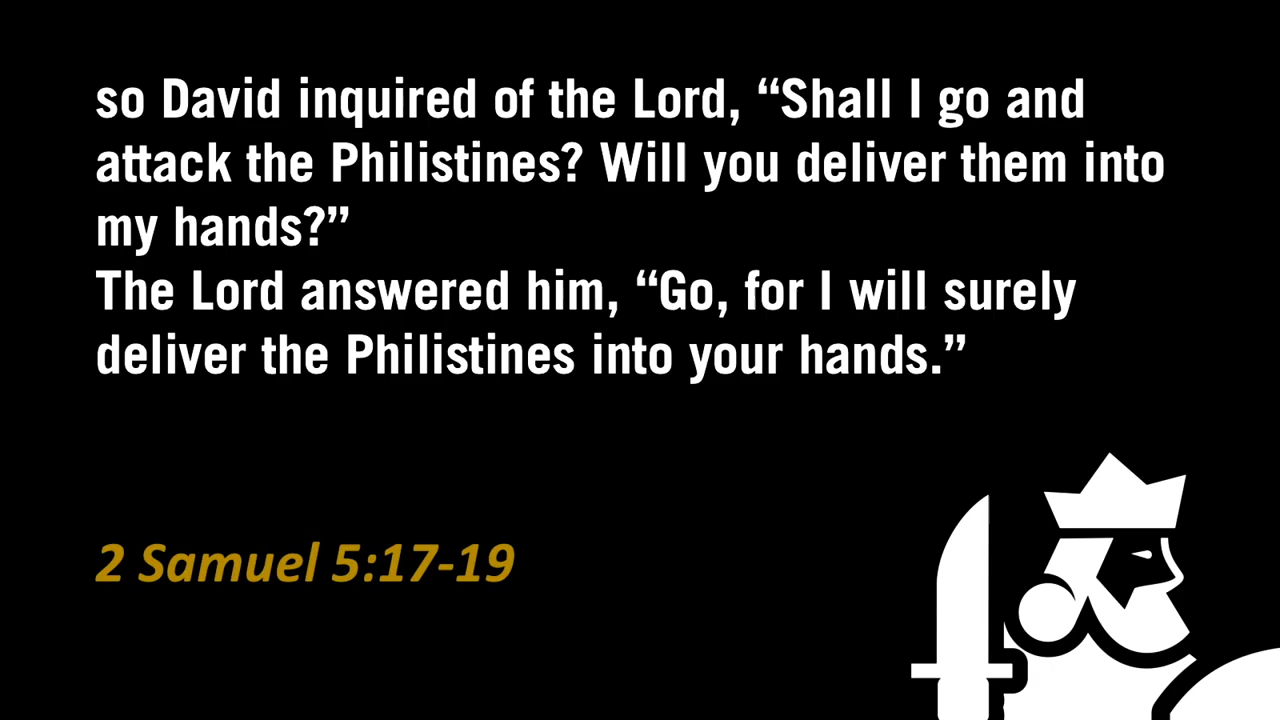 so David inquired of the Lord, “Shall I go and
attack the Philistines? Will you deliver them into
my hands?”
The Lord answered him, “Go, for I will surely
deliver the Philistines into your hands.”
2 Samuel 5:17-19